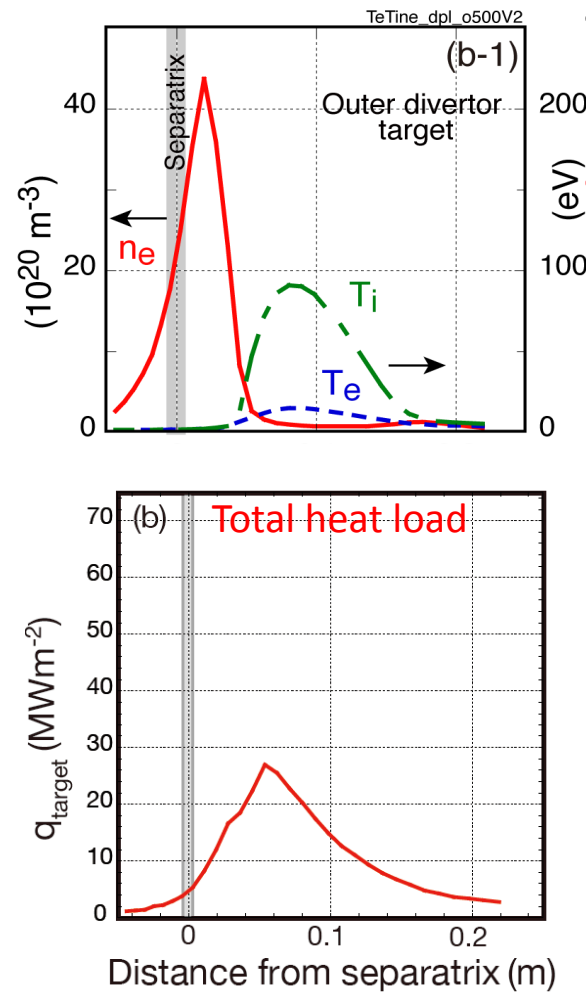 TeTine_dpl_o500V2
(b-1)
Separatrix
Outer divertor
target
40
20
0
200
100
0
(10²⁰ m⁻³)
(eV)
nₑ
Tᵢ
Tₑ
(b)
Total heat load
70
60
50
40
30
20
10
0
q_target (MWm⁻²)
0
0.1
0.2
Distance from separatrix (m)